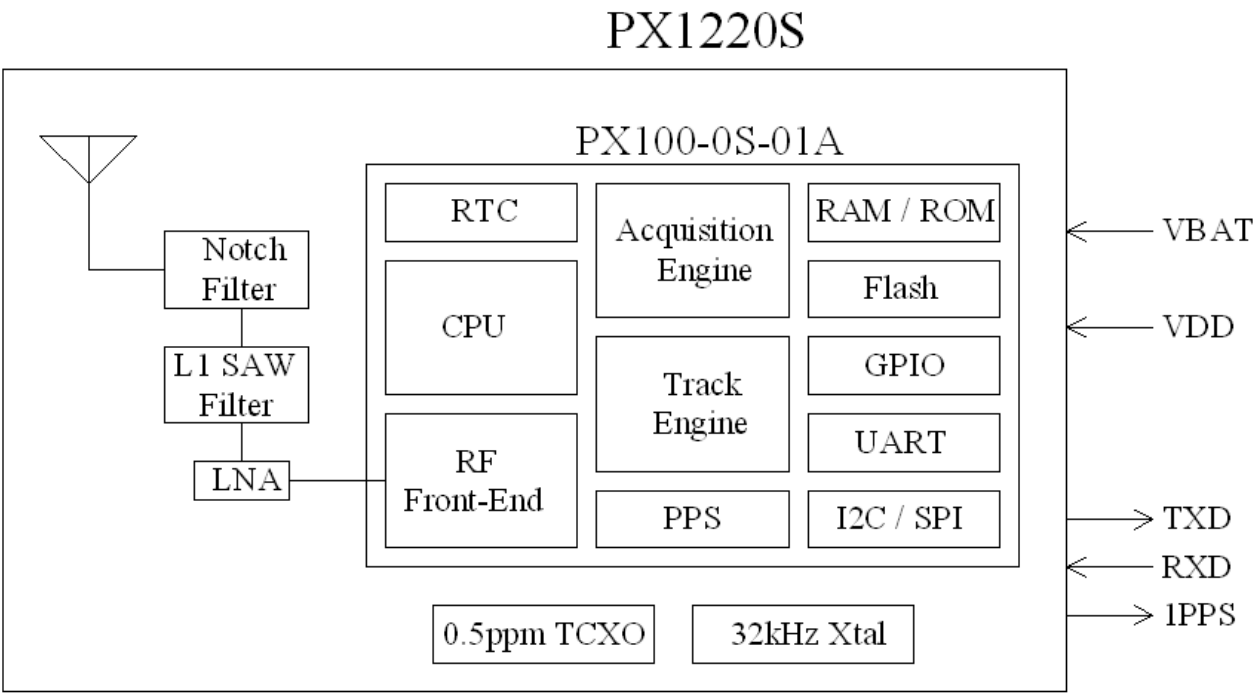 PX1220S
PX100-0S-01A
Notch
Filter
L1 SAW
Filter
LNA
RTC
CPU
RF
Front-End
Acquisition
Engine
Track
Engine
PPS
RAM / ROM
Flash
GPIO
UART
I2C / SPI
0.5ppm TCXO
32kHz Xtal
VBAT
VDD
TXD
RXD
1PPS